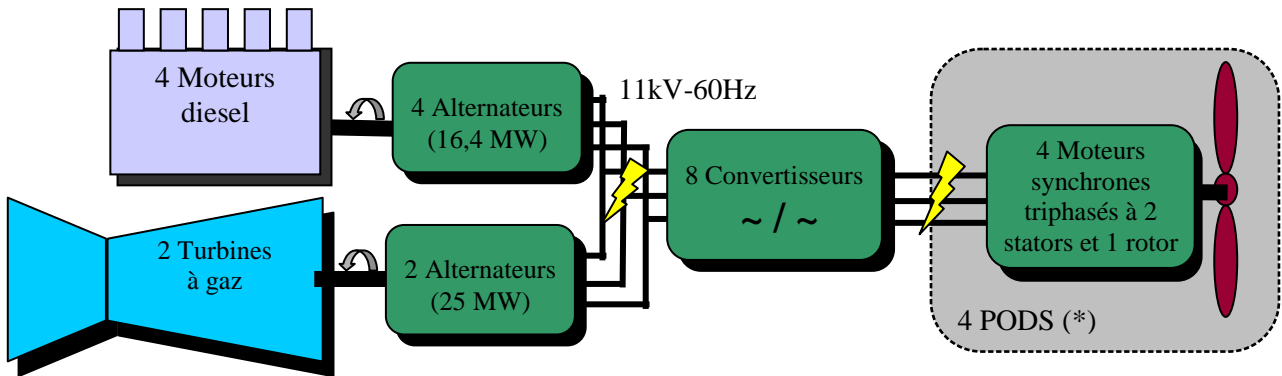 4 Moteurs
diesel
4 Alternateurs
(16,4 MW)
11kV-60Hz
2 Turbines
à gaz
2 Alternateurs
(25 MW)
8 Convertisseurs
~ / ~
4 Moteurs
synchrones
triphasés à 2
stators et 1 rotor
4 PODS (*)